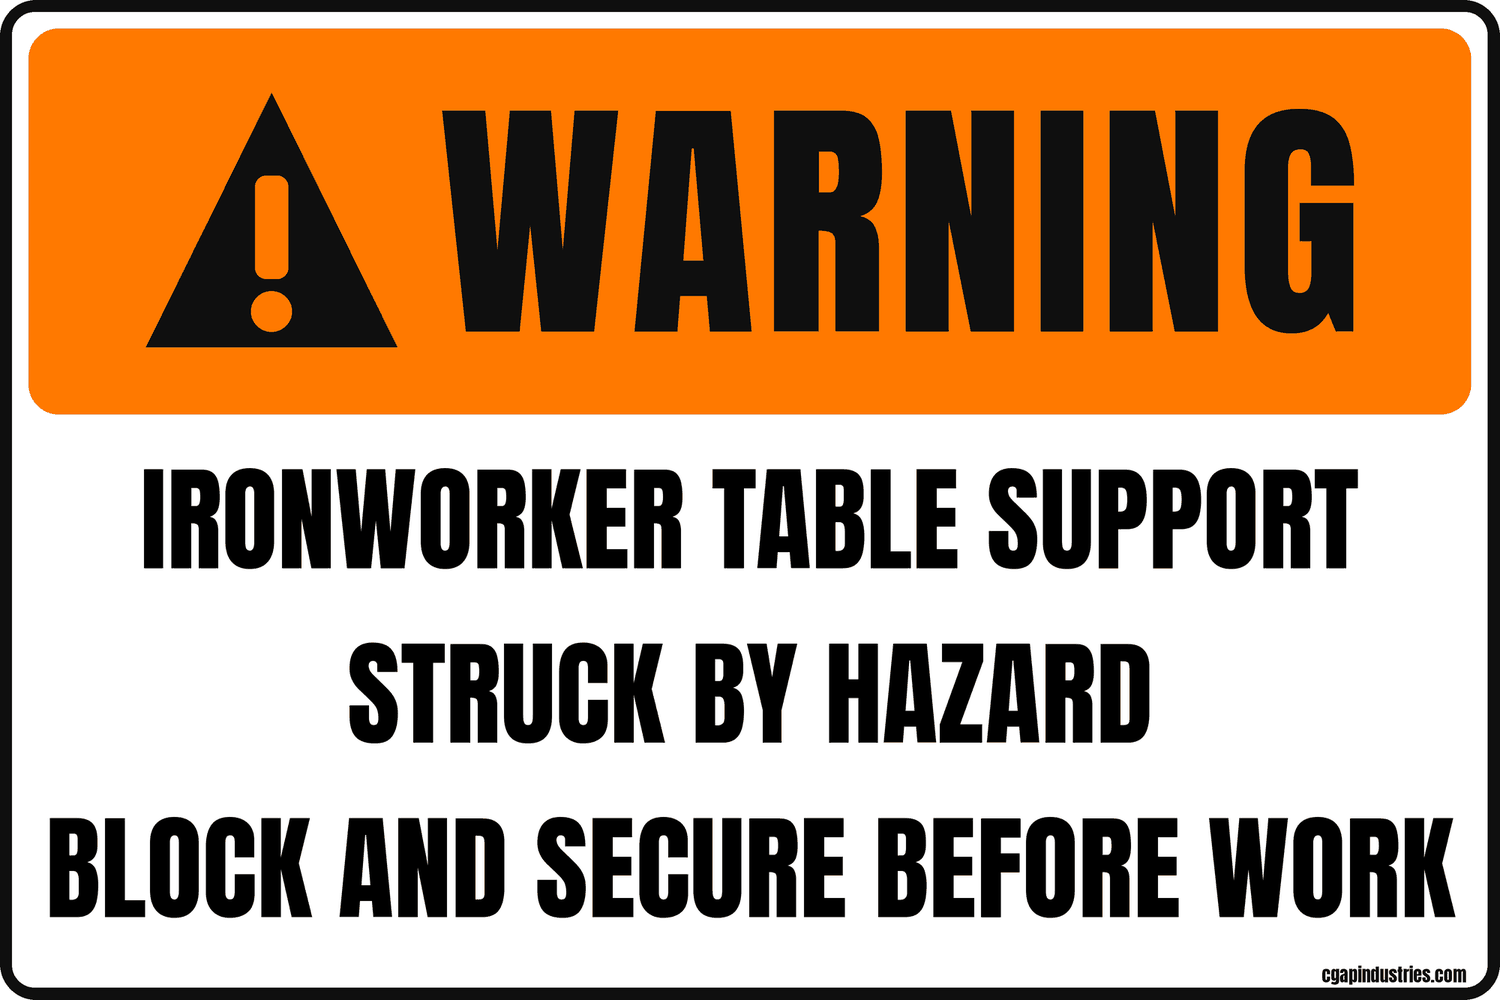 WARNING
IRONWORKER TABLE SUPPORT
STRUCK BY HAZARD
BLOCK AND SECURE BEFORE WORK
cgapindustries.com